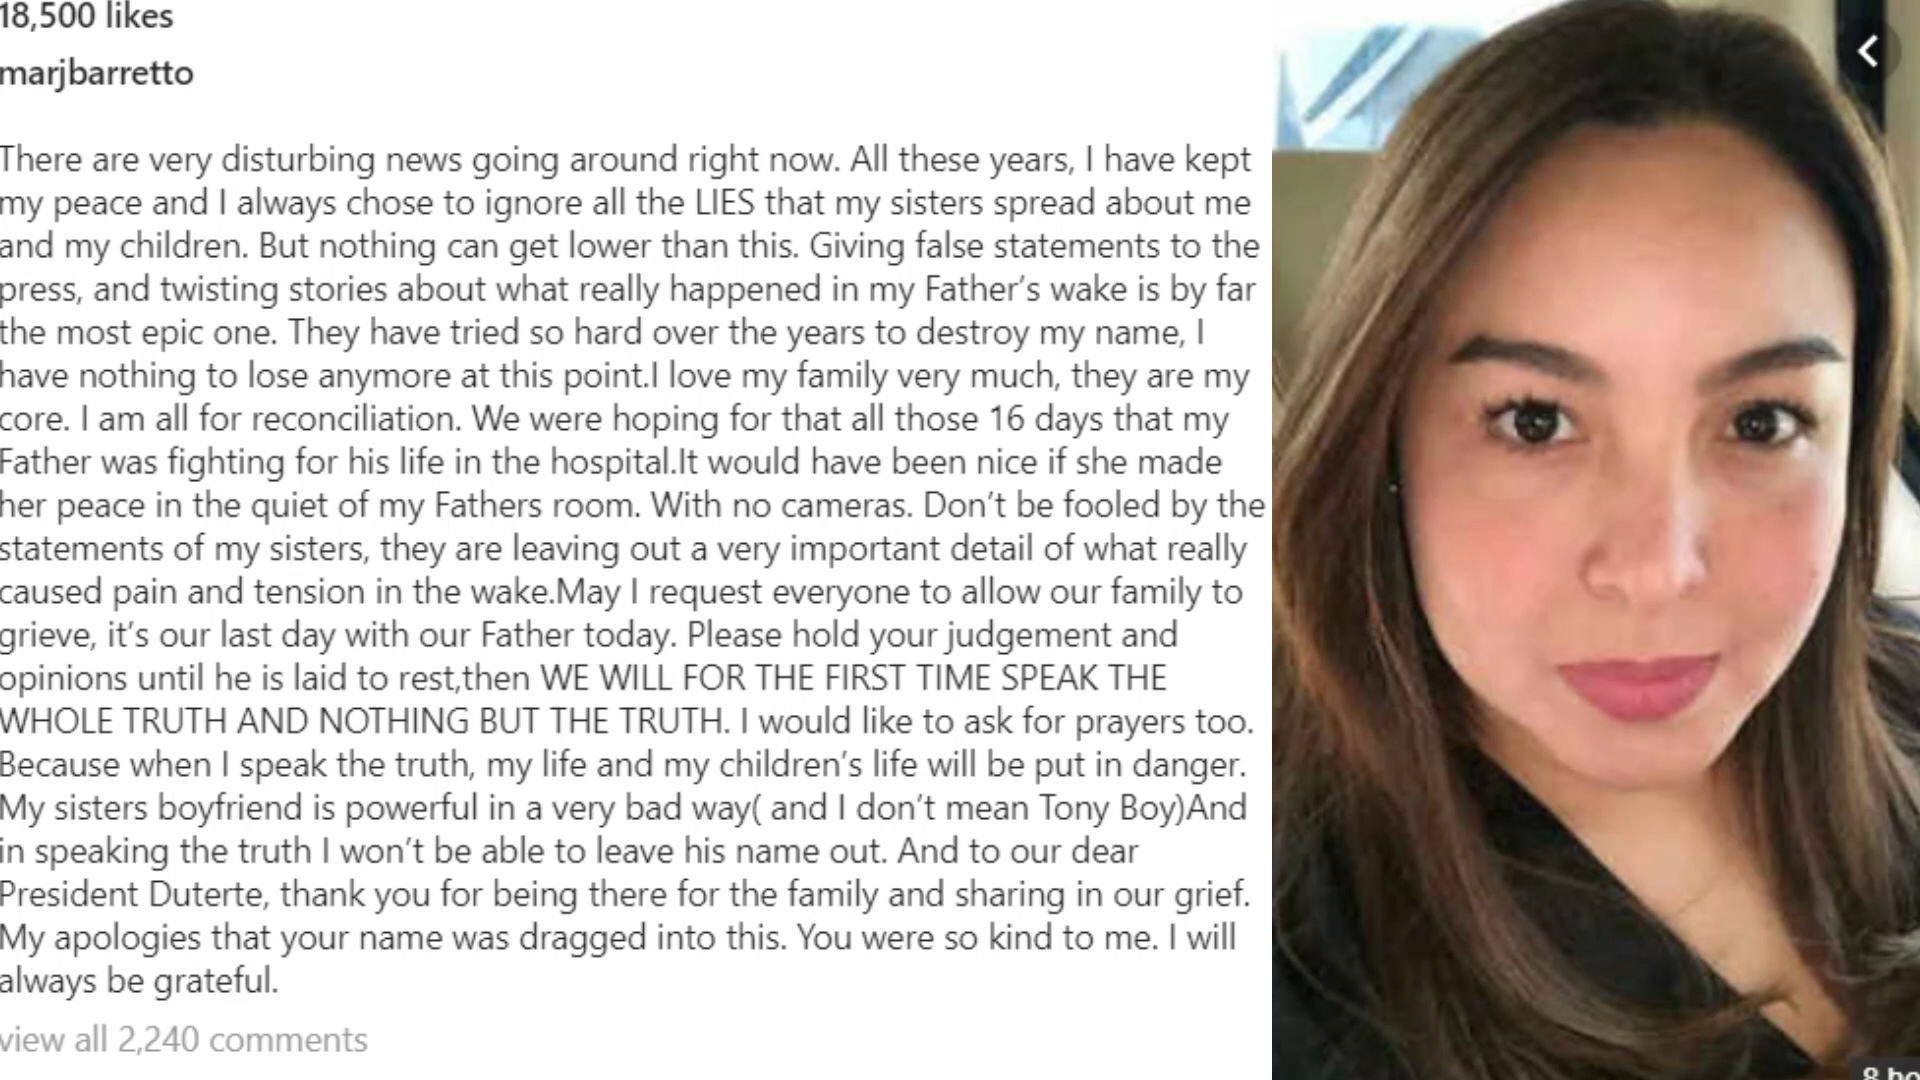 18,500 likes
marjbarretto
There are very disturbing news going around right now. All these years, I have kept
my peace and I always chose to ignore all the LIES that my sisters spread about me
and my children. But nothing can get lower than this. Giving false statements to the
press, and twisting stories about what really happened in my Father’s wake is by far
the most epic one. They have tried so hard over the years to destroy my name, I
have nothing to lose anymore at this point.I love my family very much, they are my
core. I am all for reconciliation. We were hoping for that all those 16 days that my
Father was fighting for his life in the hospital.It would have been nice if she made
her peace in the quiet of my Fathers room. With no cameras. Don’t be fooled by the
statements of my sisters, they are leaving out a very important detail of what really
caused pain and tension in the wake.May I request everyone to allow our family to
grieve, it’s our last day with our Father today. Please hold your judgement and
opinions until he is laid to rest,then WE WILL FOR THE FIRST TIME SPEAK THE
WHOLE TRUTH AND NOTHING BUT THE TRUTH. I would like to ask for prayers too.
Because when I speak the truth, my life and my children’s life will be put in danger.
My sisters boyfriend is powerful in a very bad way( and I don’t mean Tony Boy)And
in speaking the truth I won’t be able to leave his name out. And to our dear
President Duterte, thank you for being there for the family and sharing in our grief.
My apologies that your name was dragged into this. You were so kind to me. I will
always be grateful.
view all 2,240 comments